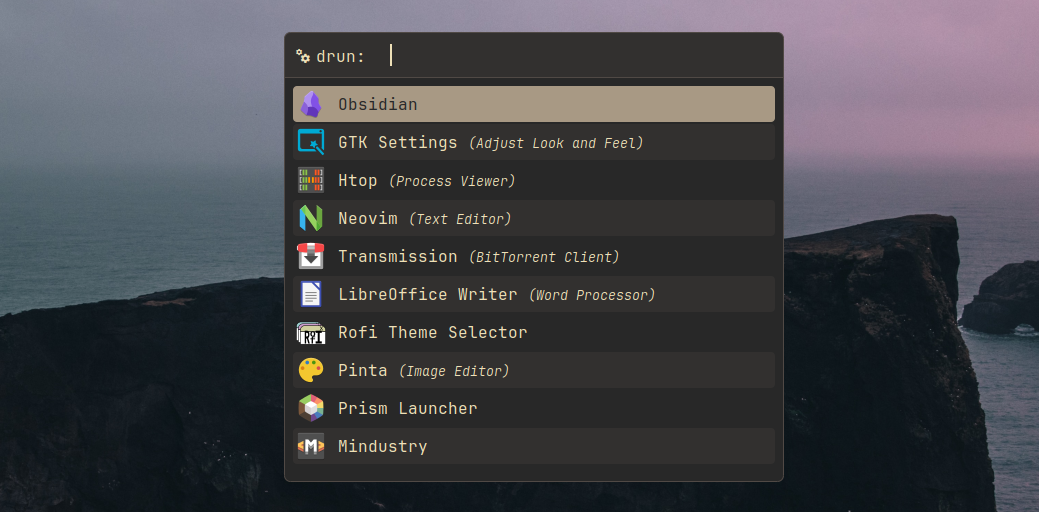 drun:
Obsidian
GTK Settings (Adjust Look and Feel)
Htop (Process Viewer)
Neovim (Text Editor)
Transmission (BitTorrent Client)
LibreOffice Writer (Word Processor)
Rofi Theme Selector
Pinta (Image Editor)
Prism Launcher
Mindustry